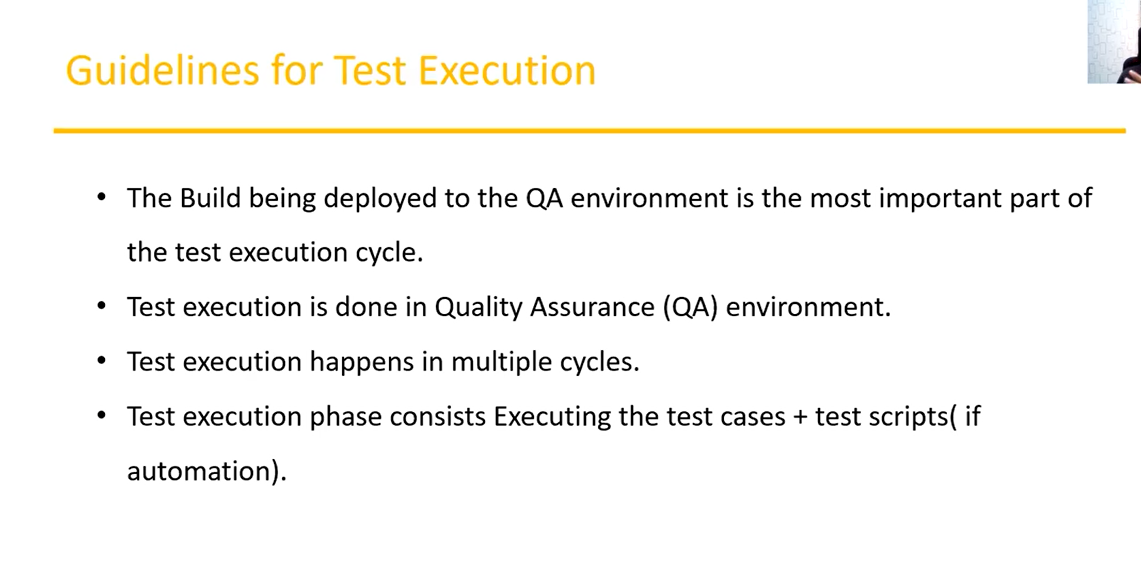 Guidelines for Test Execution
• The Build being deployed to the QA environment is the most important part of
the test execution cycle.
• Test execution is done in Quality Assurance (QA) environment.
• Test execution happens in multiple cycles.
• Test execution phase consists Executing the test cases + test scripts( if
automation).